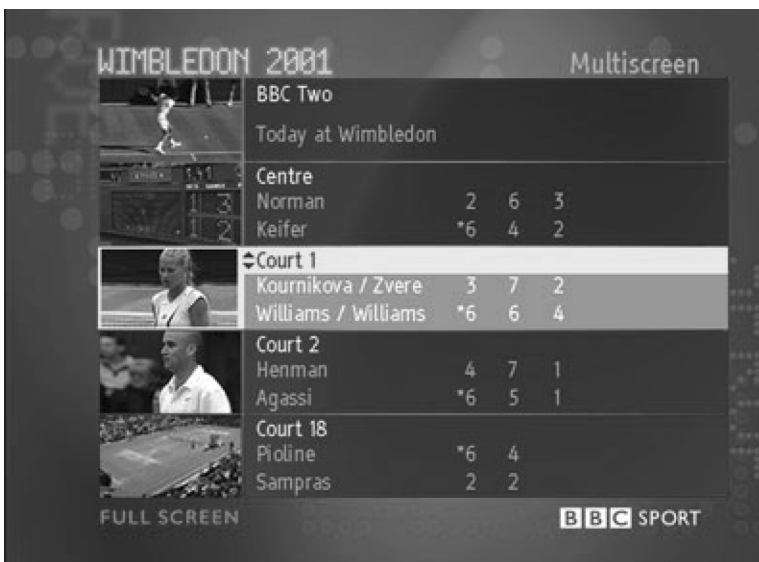 WIMBLEDON 2001 Multiscreen
BBC Two
Today at Wimbledon
Centre
Norman 2 6 3
Keifer *6 4 2
Court 1
Kournikova / Zvere 3 7 2
Williams / Williams *6 6 4
Court 2
Henman 4 7 1
Agassi *6 5 1
Court 18
Pioline *6 4
Sampras 2 2
FULL SCREEN BBC SPORT